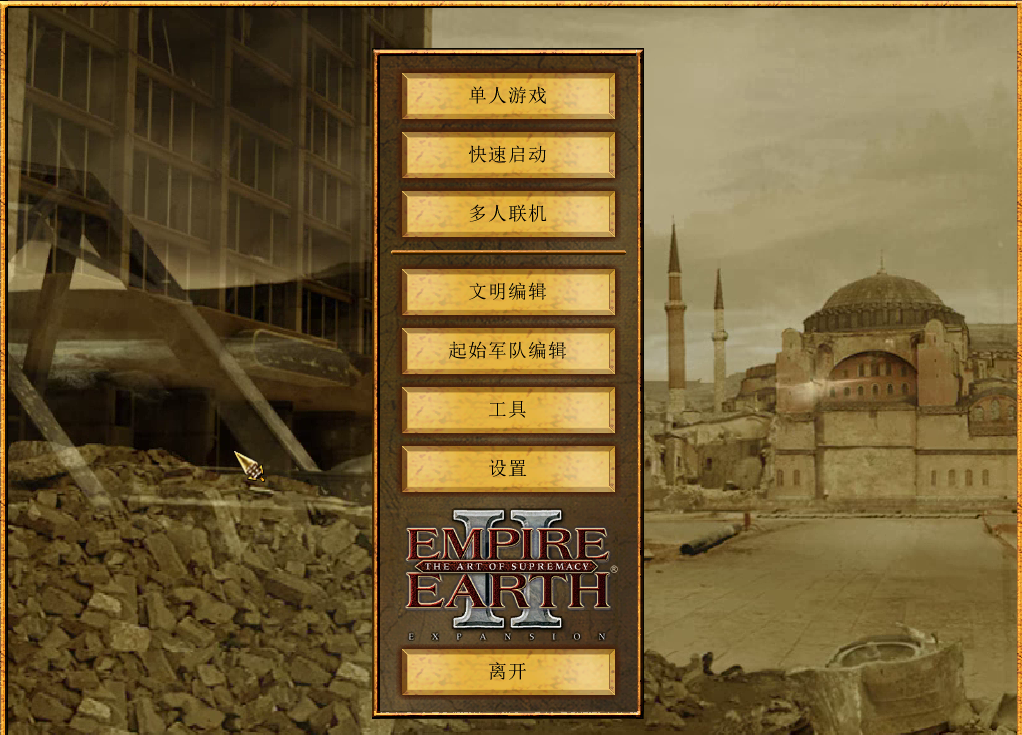 单人游戏
快速启动
多人联机
文明编辑
起始军队编辑
工具
设置
II
EMPIRE
THE ART OF SUPREMACY
EARTH®
EXPANSION
离开